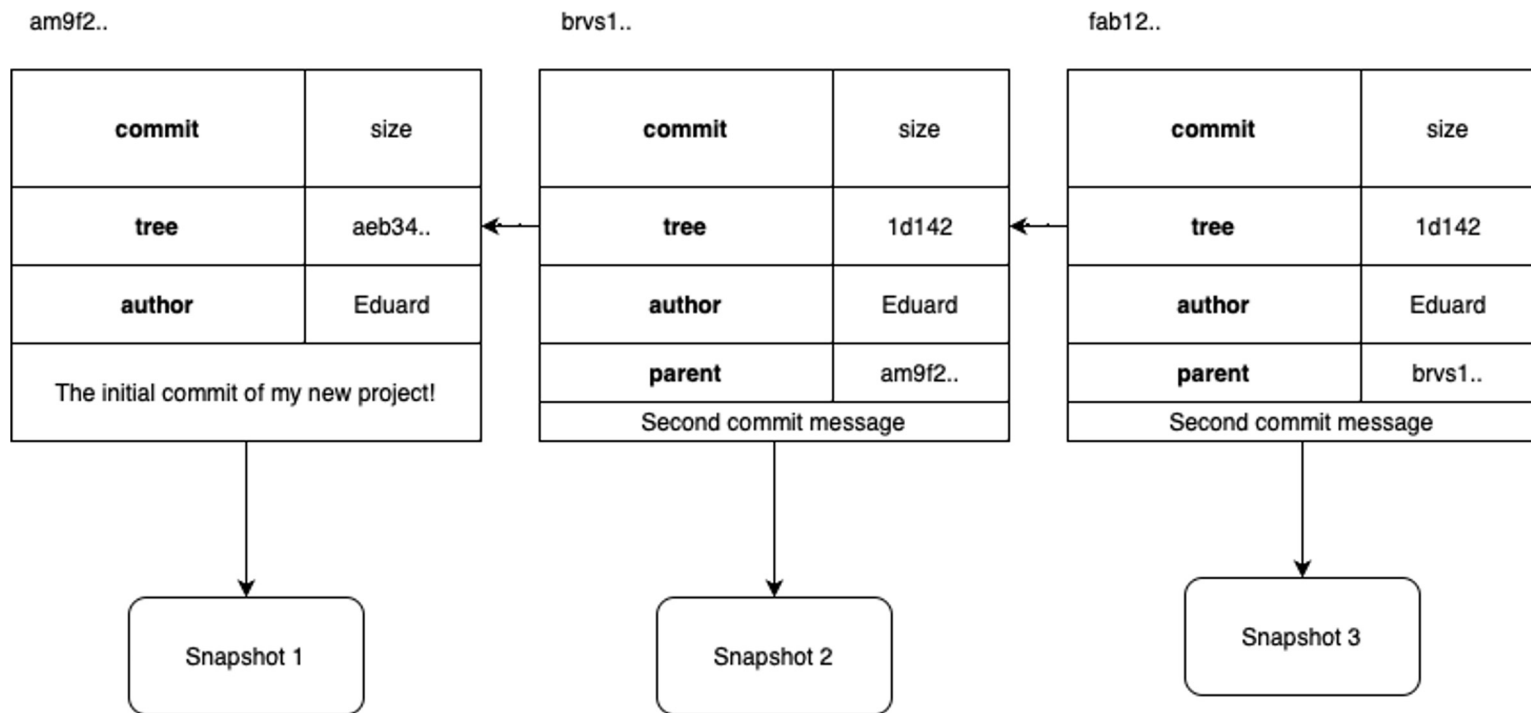 am9f2.. brvs1.. fab12..
commit size commit size commit size
tree aeb34.. tree 1d142 tree 1d142
author Eduard author Eduard author Eduard
The initial commit of my new project! parent am9f2.. parent brvs1..
Second commit message Second commit message
Snapshot 1 Snapshot 2 Snapshot 3